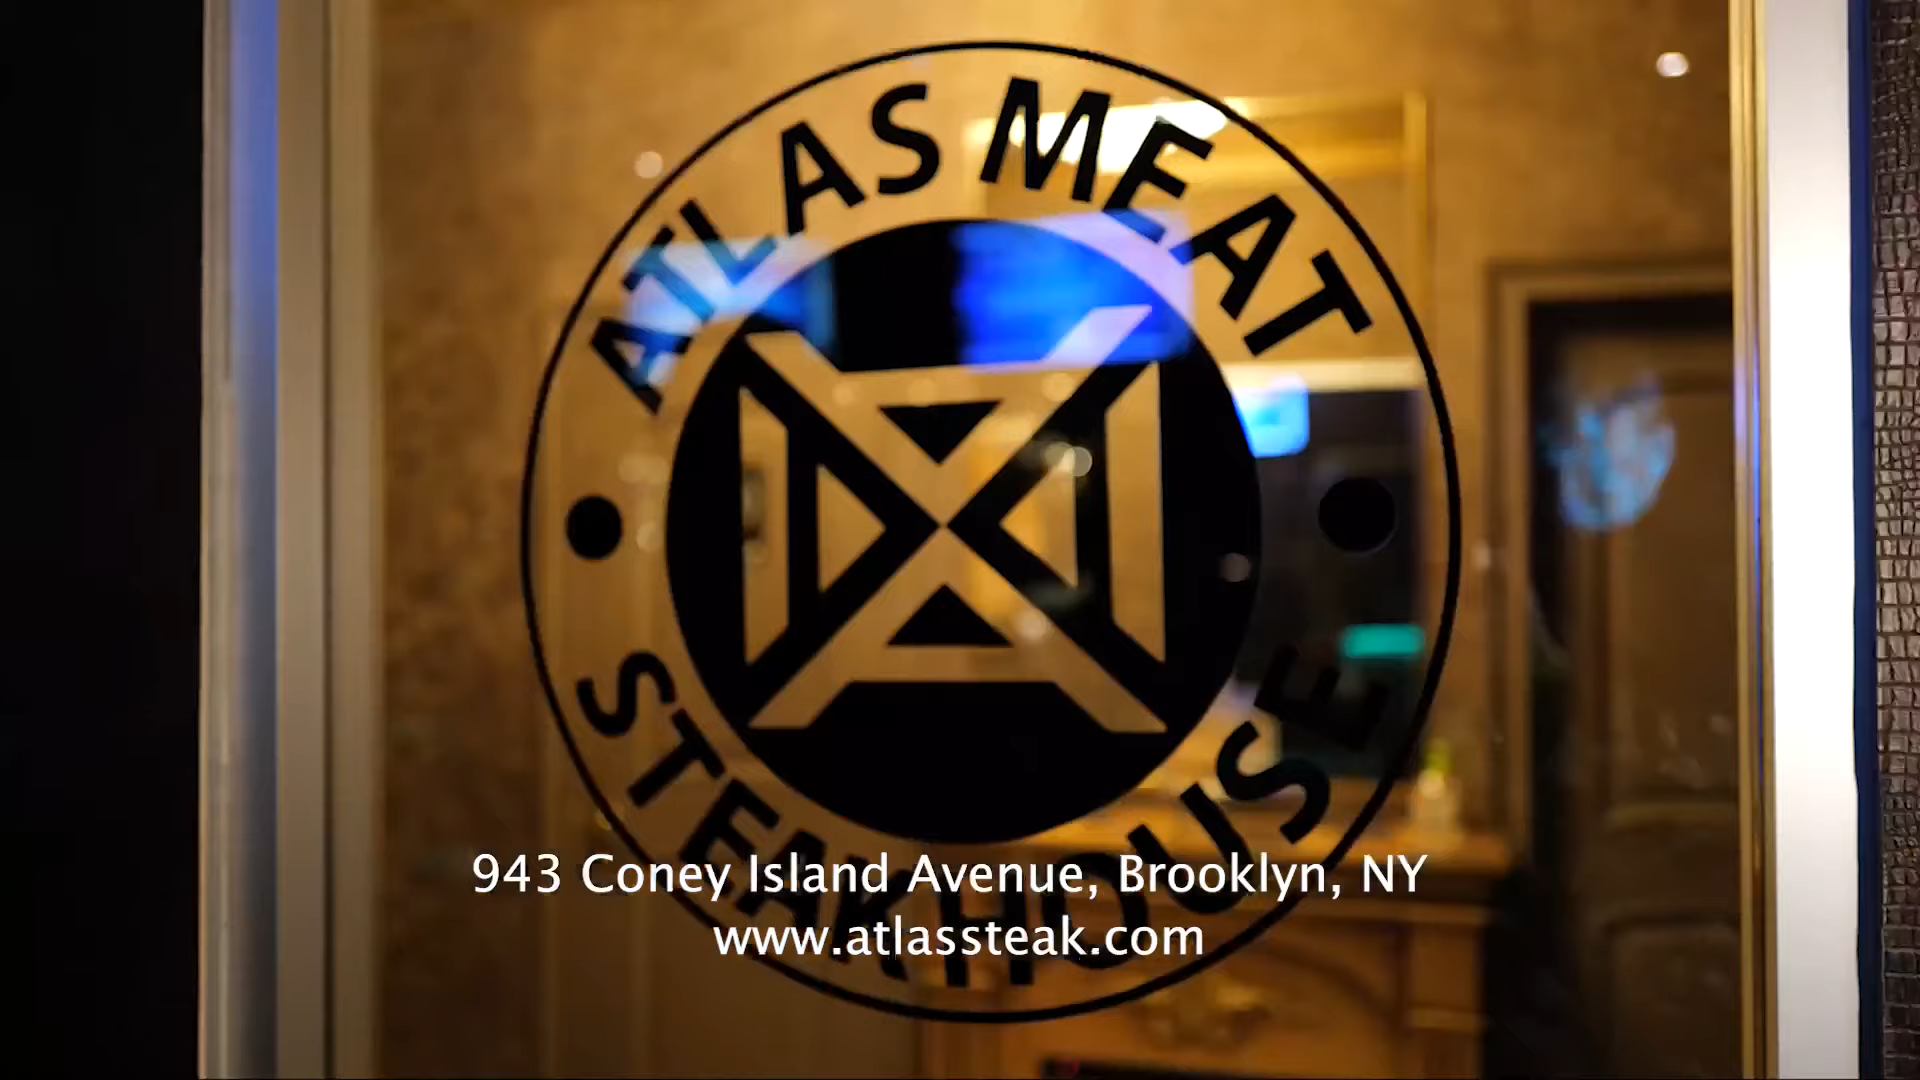 ATLAS MEAT
STEAKHOUSE
943 Coney Island Avenue, Brooklyn, NY
www.atlassteak.com